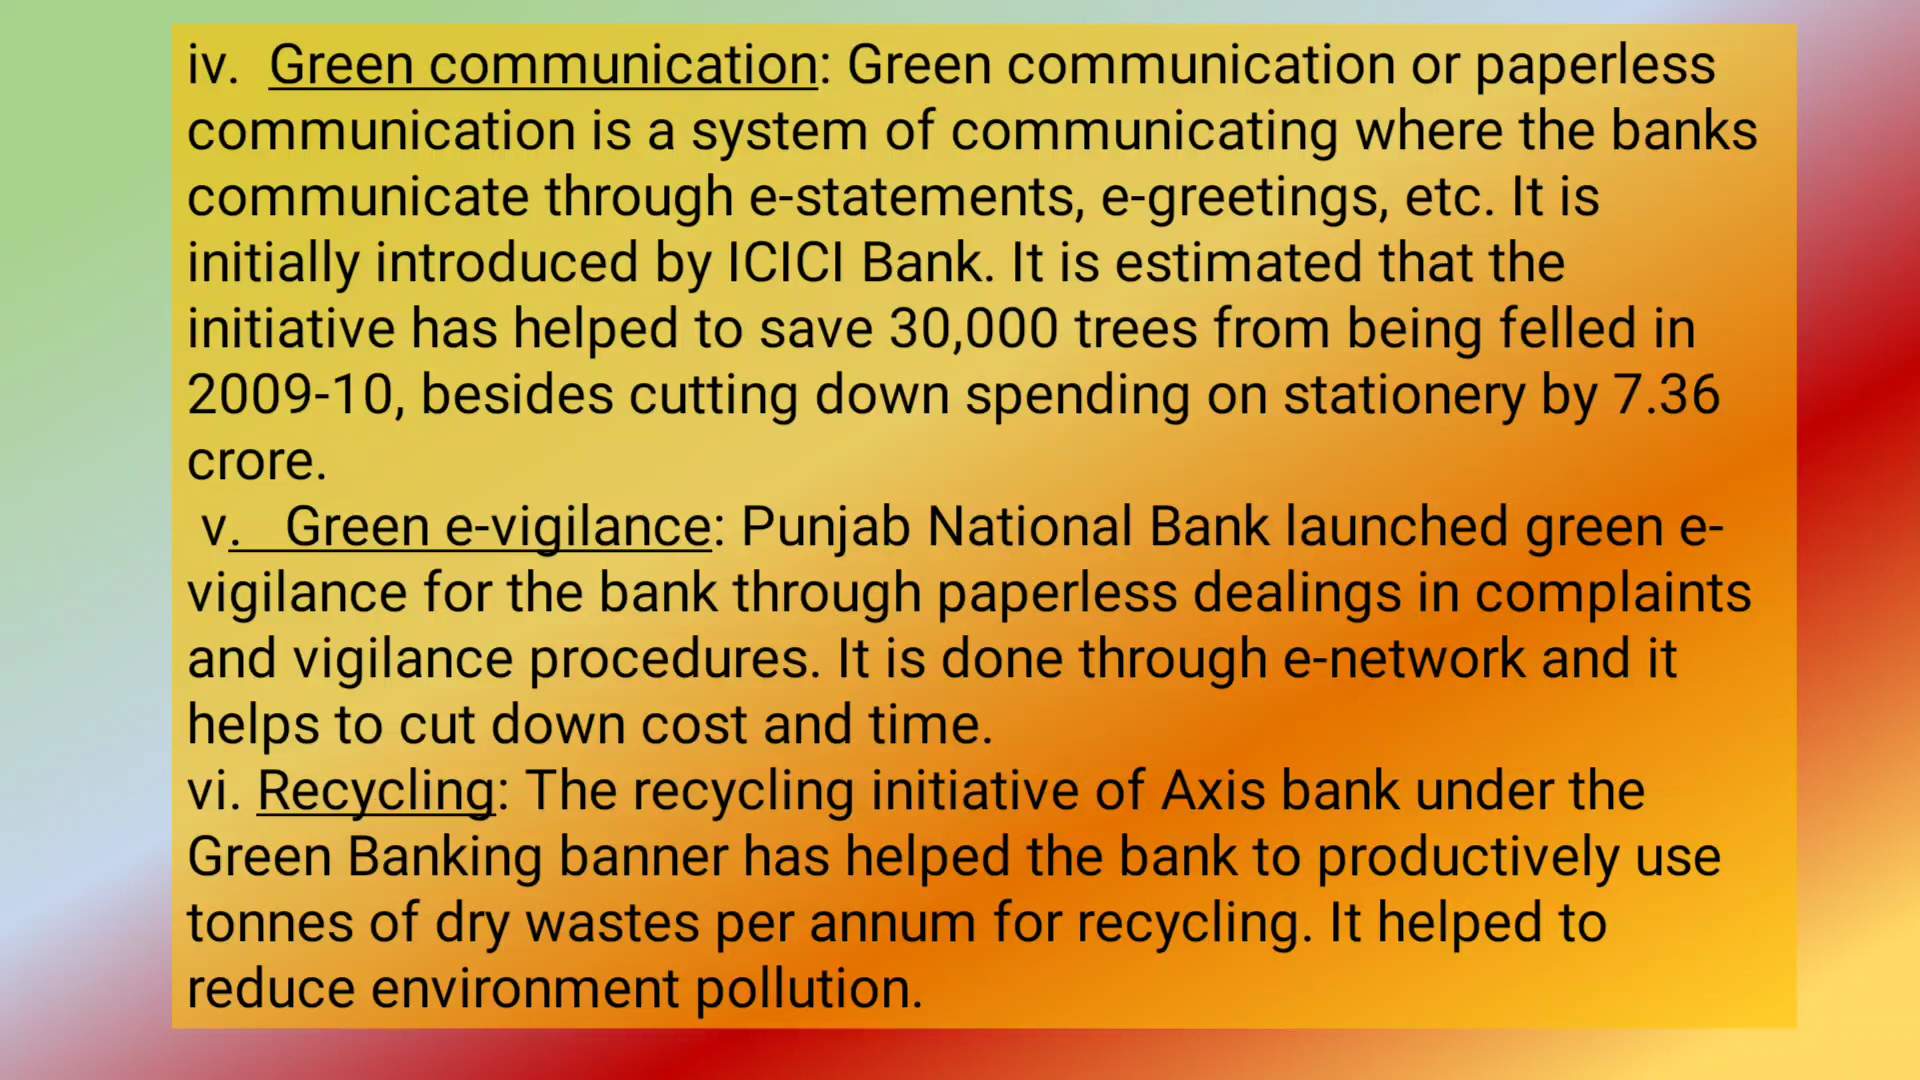 iv. Green communication: Green communication or paperless
communication is a system of communicating where the banks
communicate through e-statements, e-greetings, etc. It is
initially introduced by ICICI Bank. It is estimated that the
initiative has helped to save 30,000 trees from being felled in
2009-10, besides cutting down spending on stationery by 7.36
crore.
v. Green e-vigilance: Punjab National Bank launched green e-
vigilance for the bank through paperless dealings in complaints
and vigilance procedures. It is done through e-network and it
helps to cut down cost and time.
vi. Recycling: The recycling initiative of Axis bank under the
Green Banking banner has helped the bank to productively use
tonnes of dry wastes per annum for recycling. It helped to
reduce environment pollution.